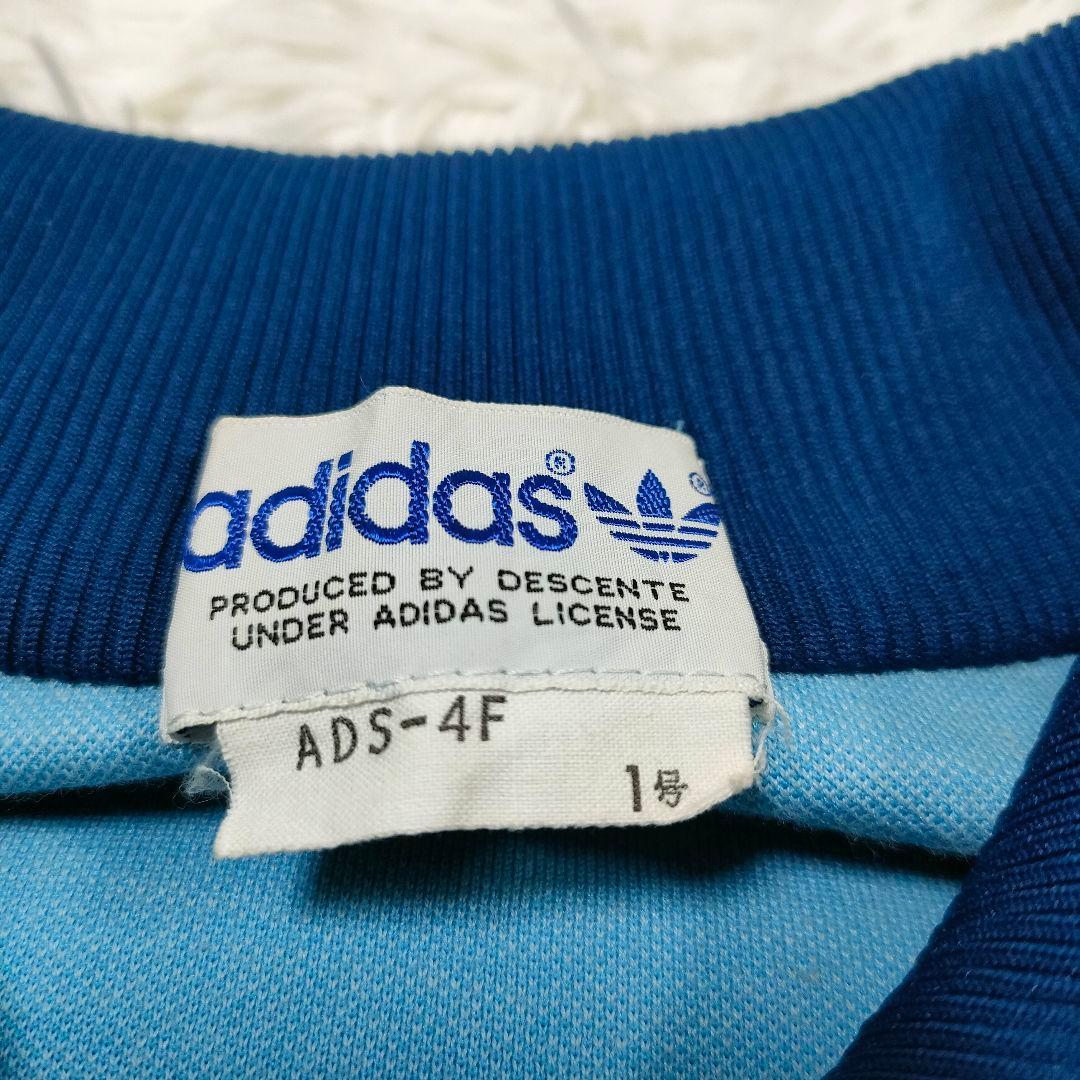 adidas®
®
PRODUCED BY DESCENTE
UNDER ADIDAS LICENSE
ADS-4F
1号